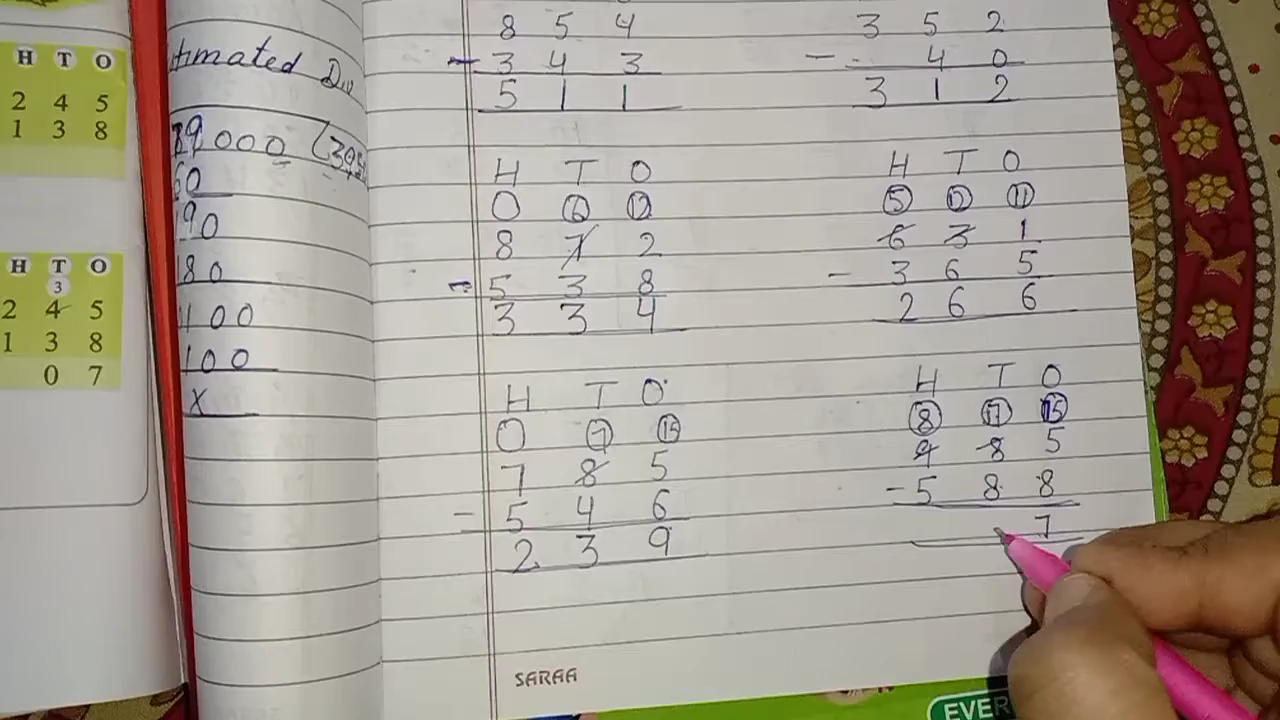 H T O
2 4 5
1 3 8
H T O
3
2 4 5
1 3 8
0 7
timated
000
60
190
180
100
100
X
8 5 4
- 3 4 3
5 1 1
3 5 2
- 4 0
3 1 2
H T O
0 6 12
8 7 2
- 5 3 8
3 3 4
H T O
5 12 11
6 3 1
- 3 6 5
2 6 6
H T O
0 7 15
7 8 5
- 5 4 6
2 3 9
H T O
8 17 15
9 8 5
- 5 8 8
7
SARAA
EVER